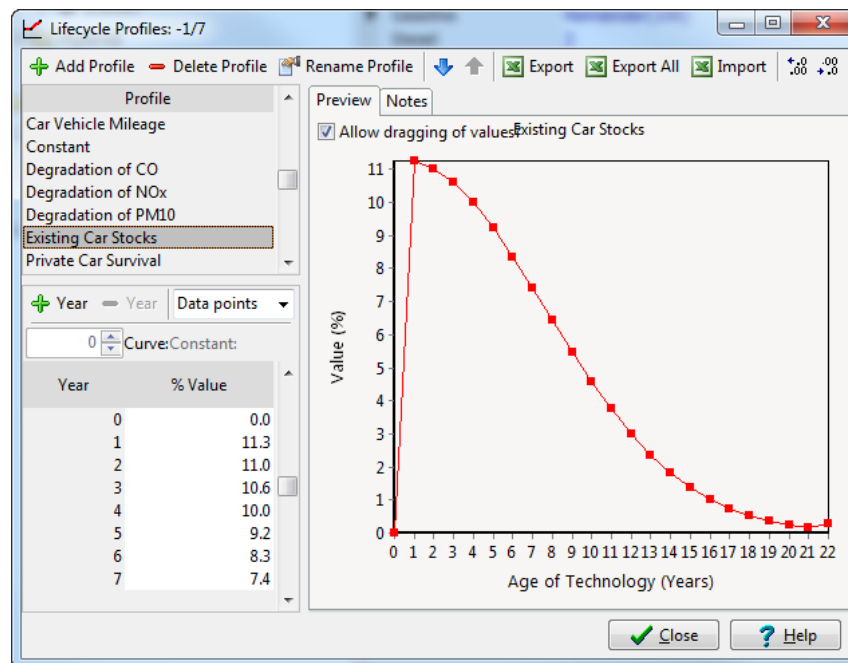 Lifecycle Profiles: -1/7
Add Profile Delete Profile Rename Profile Export Export All Import
Profile
Car Vehicle Mileage
Constant
Degradation of CO
Degradation of NOx
Degradation of PM10
Existing Car Stocks
Private Car Survival
Year Year Data points
0 Curve: Constant:
Year % Value
0 0.0
1 11.3
2 11.0
3 10.6
4 10.0
5 9.2
6 8.3
7 7.4
Preview Notes
Allow dragging of values? Existing Car Stocks
11
10
9
8
7
6
5
4
3
2
1
0
Value (%)
0 1 2 3 4 5 6 7 8 9 10 11 12 13 14 15 16 17 18 19 20 21 22
Age of Technology (Years)
Close Help